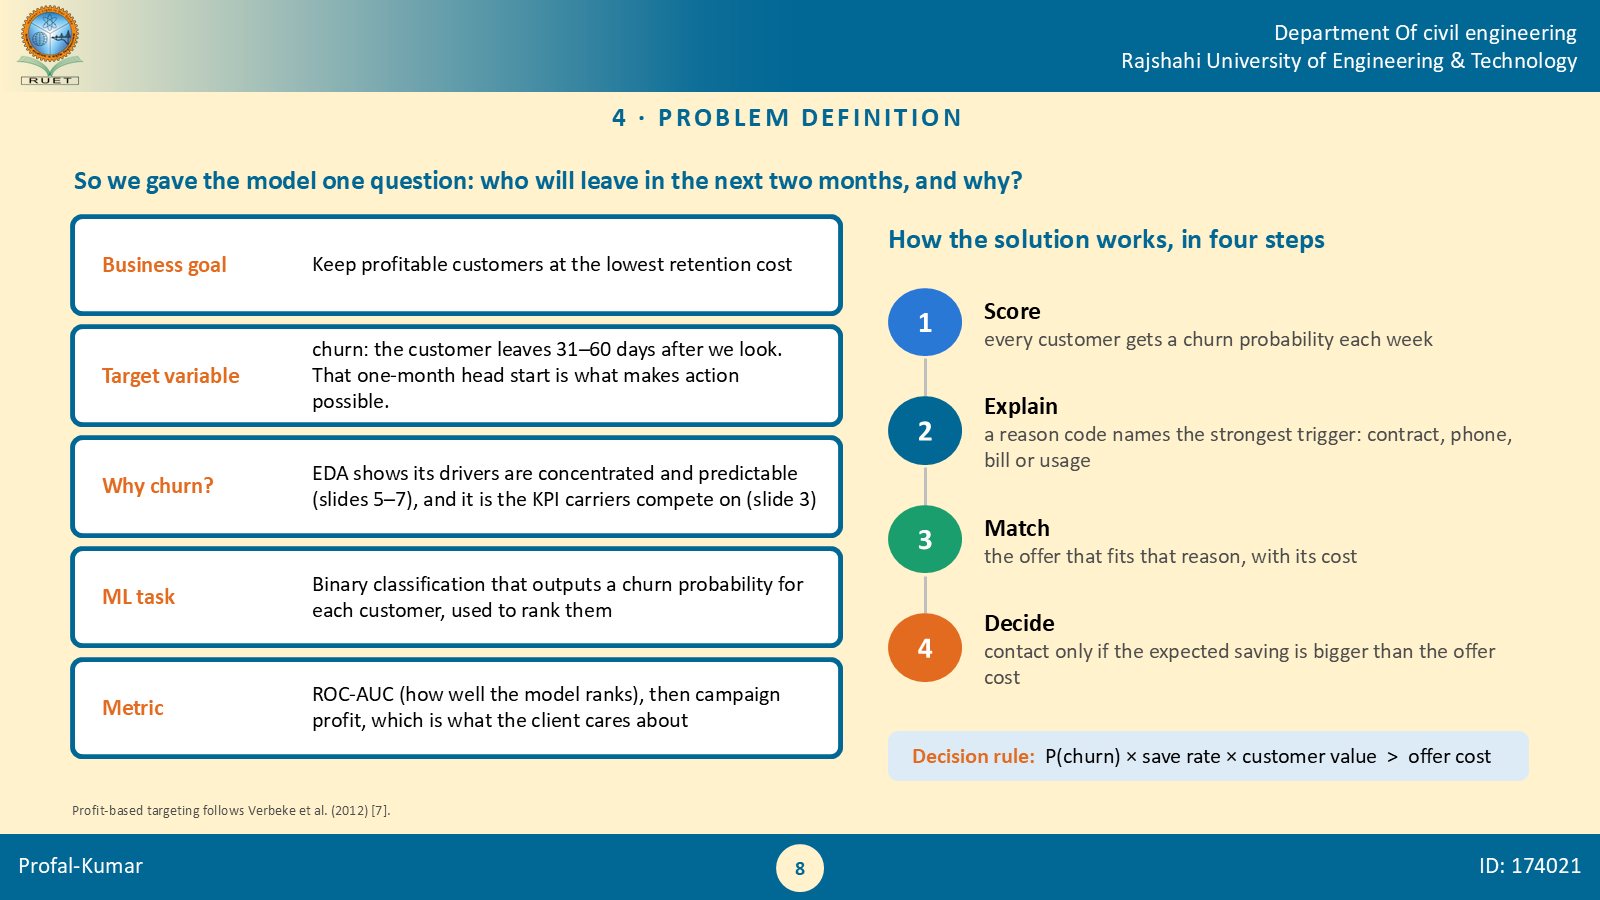 RUET
Department Of civil engineering
Rajshahi University of Engineering & Technology
4 · PROBLEM DEFINITION
So we gave the model one question: who will leave in the next two months, and why?
Business goal
Keep profitable customers at the lowest retention cost
Target variable
churn: the customer leaves 31–60 days after we look.
That one-month head start is what makes action
possible.
Why churn?
EDA shows its drivers are concentrated and predictable
(slides 5–7), and it is the KPI carriers compete on (slide 3)
ML task
Binary classification that outputs a churn probability for
each customer, used to rank them
Metric
ROC-AUC (how well the model ranks), then campaign
profit, which is what the client cares about
How the solution works, in four steps
1
Score
every customer gets a churn probability each week
2
Explain
a reason code names the strongest trigger: contract, phone,
bill or usage
3
Match
the offer that fits that reason, with its cost
4
Decide
contact only if the expected saving is bigger than the offer
cost
Decision rule: P(churn) × save rate × customer value > offer cost
Profit-based targeting follows Verbeke et al. (2012) [7].
Profal-Kumar
8
ID: 174021